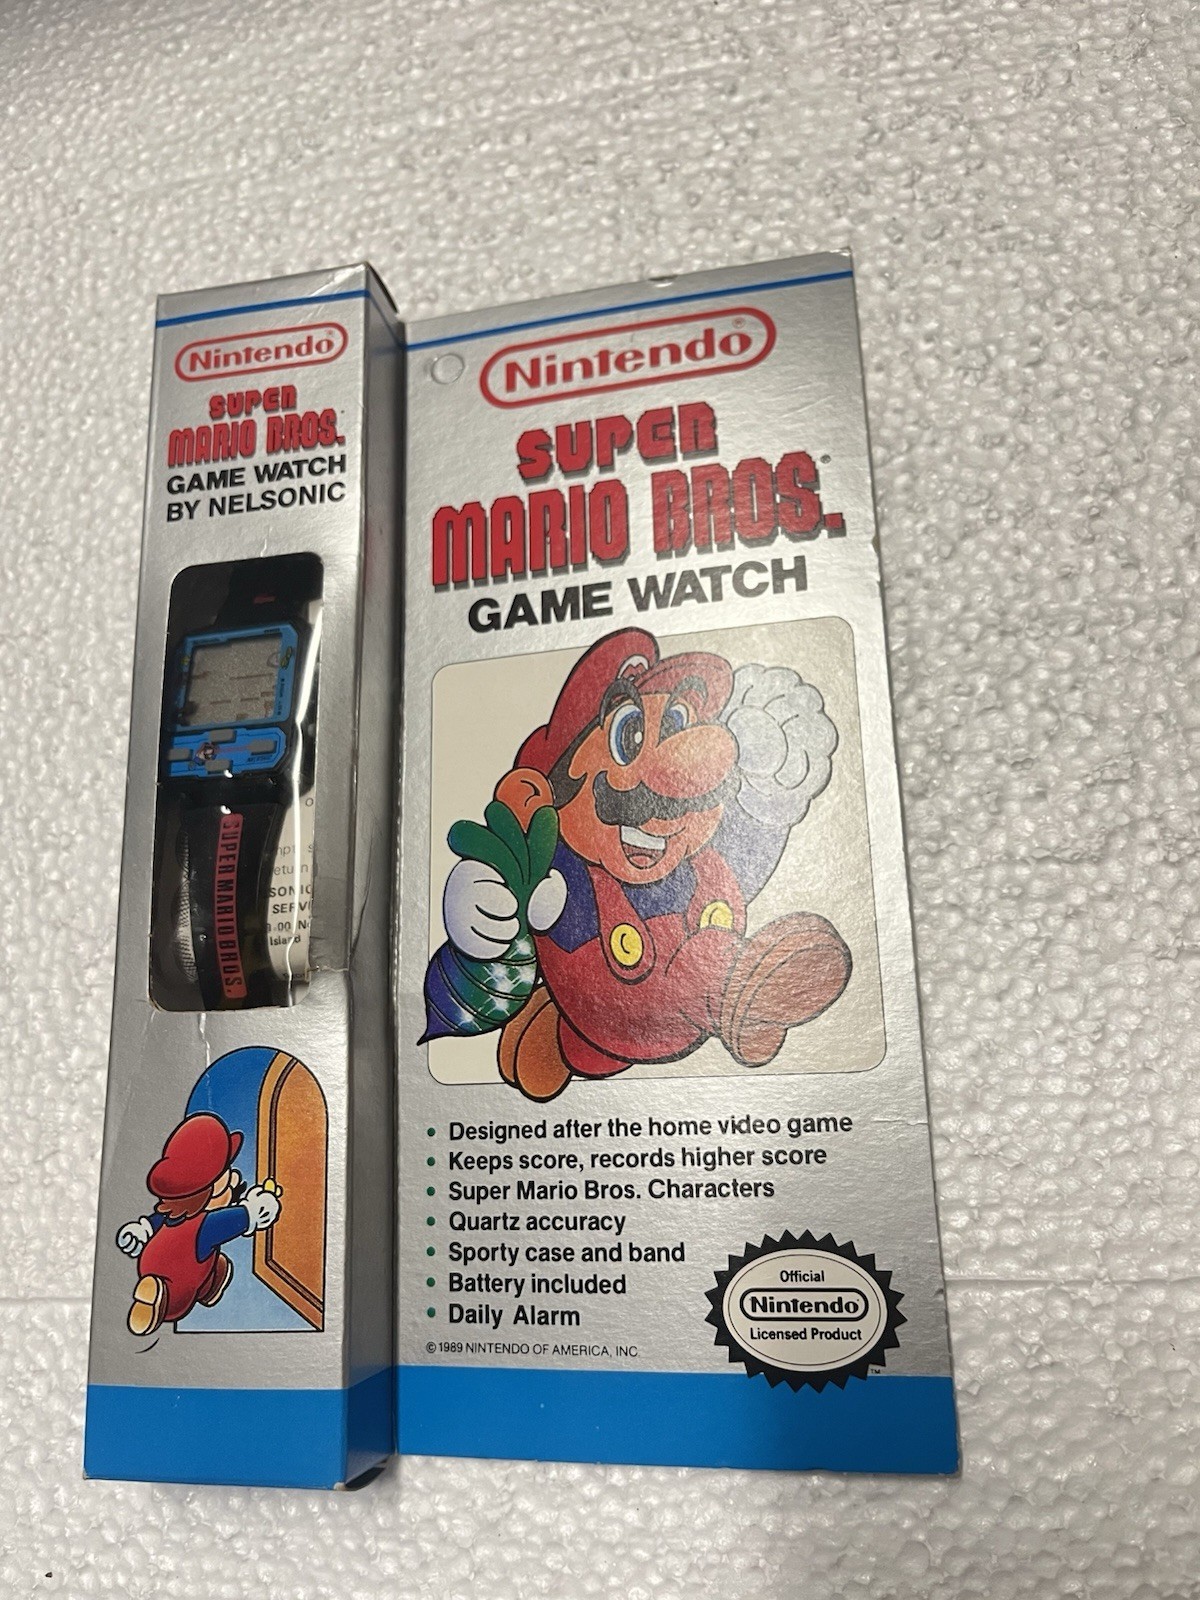 Nintendo®
SUPER
MARIO BROS.
GAME WATCH
BY NELSONIC
SUPER MARIO BROS.
Nintendo®
SUPER
MARIO BROS.
GAME WATCH
• Designed after the home video game
• Keeps score, records higher score
• Super Mario Bros. Characters
• Quartz accuracy
• Sporty case and band
• Battery included
• Daily Alarm
© 1989 NINTENDO OF AMERICA, INC.
Official
Nintendo
Licensed Product
TM